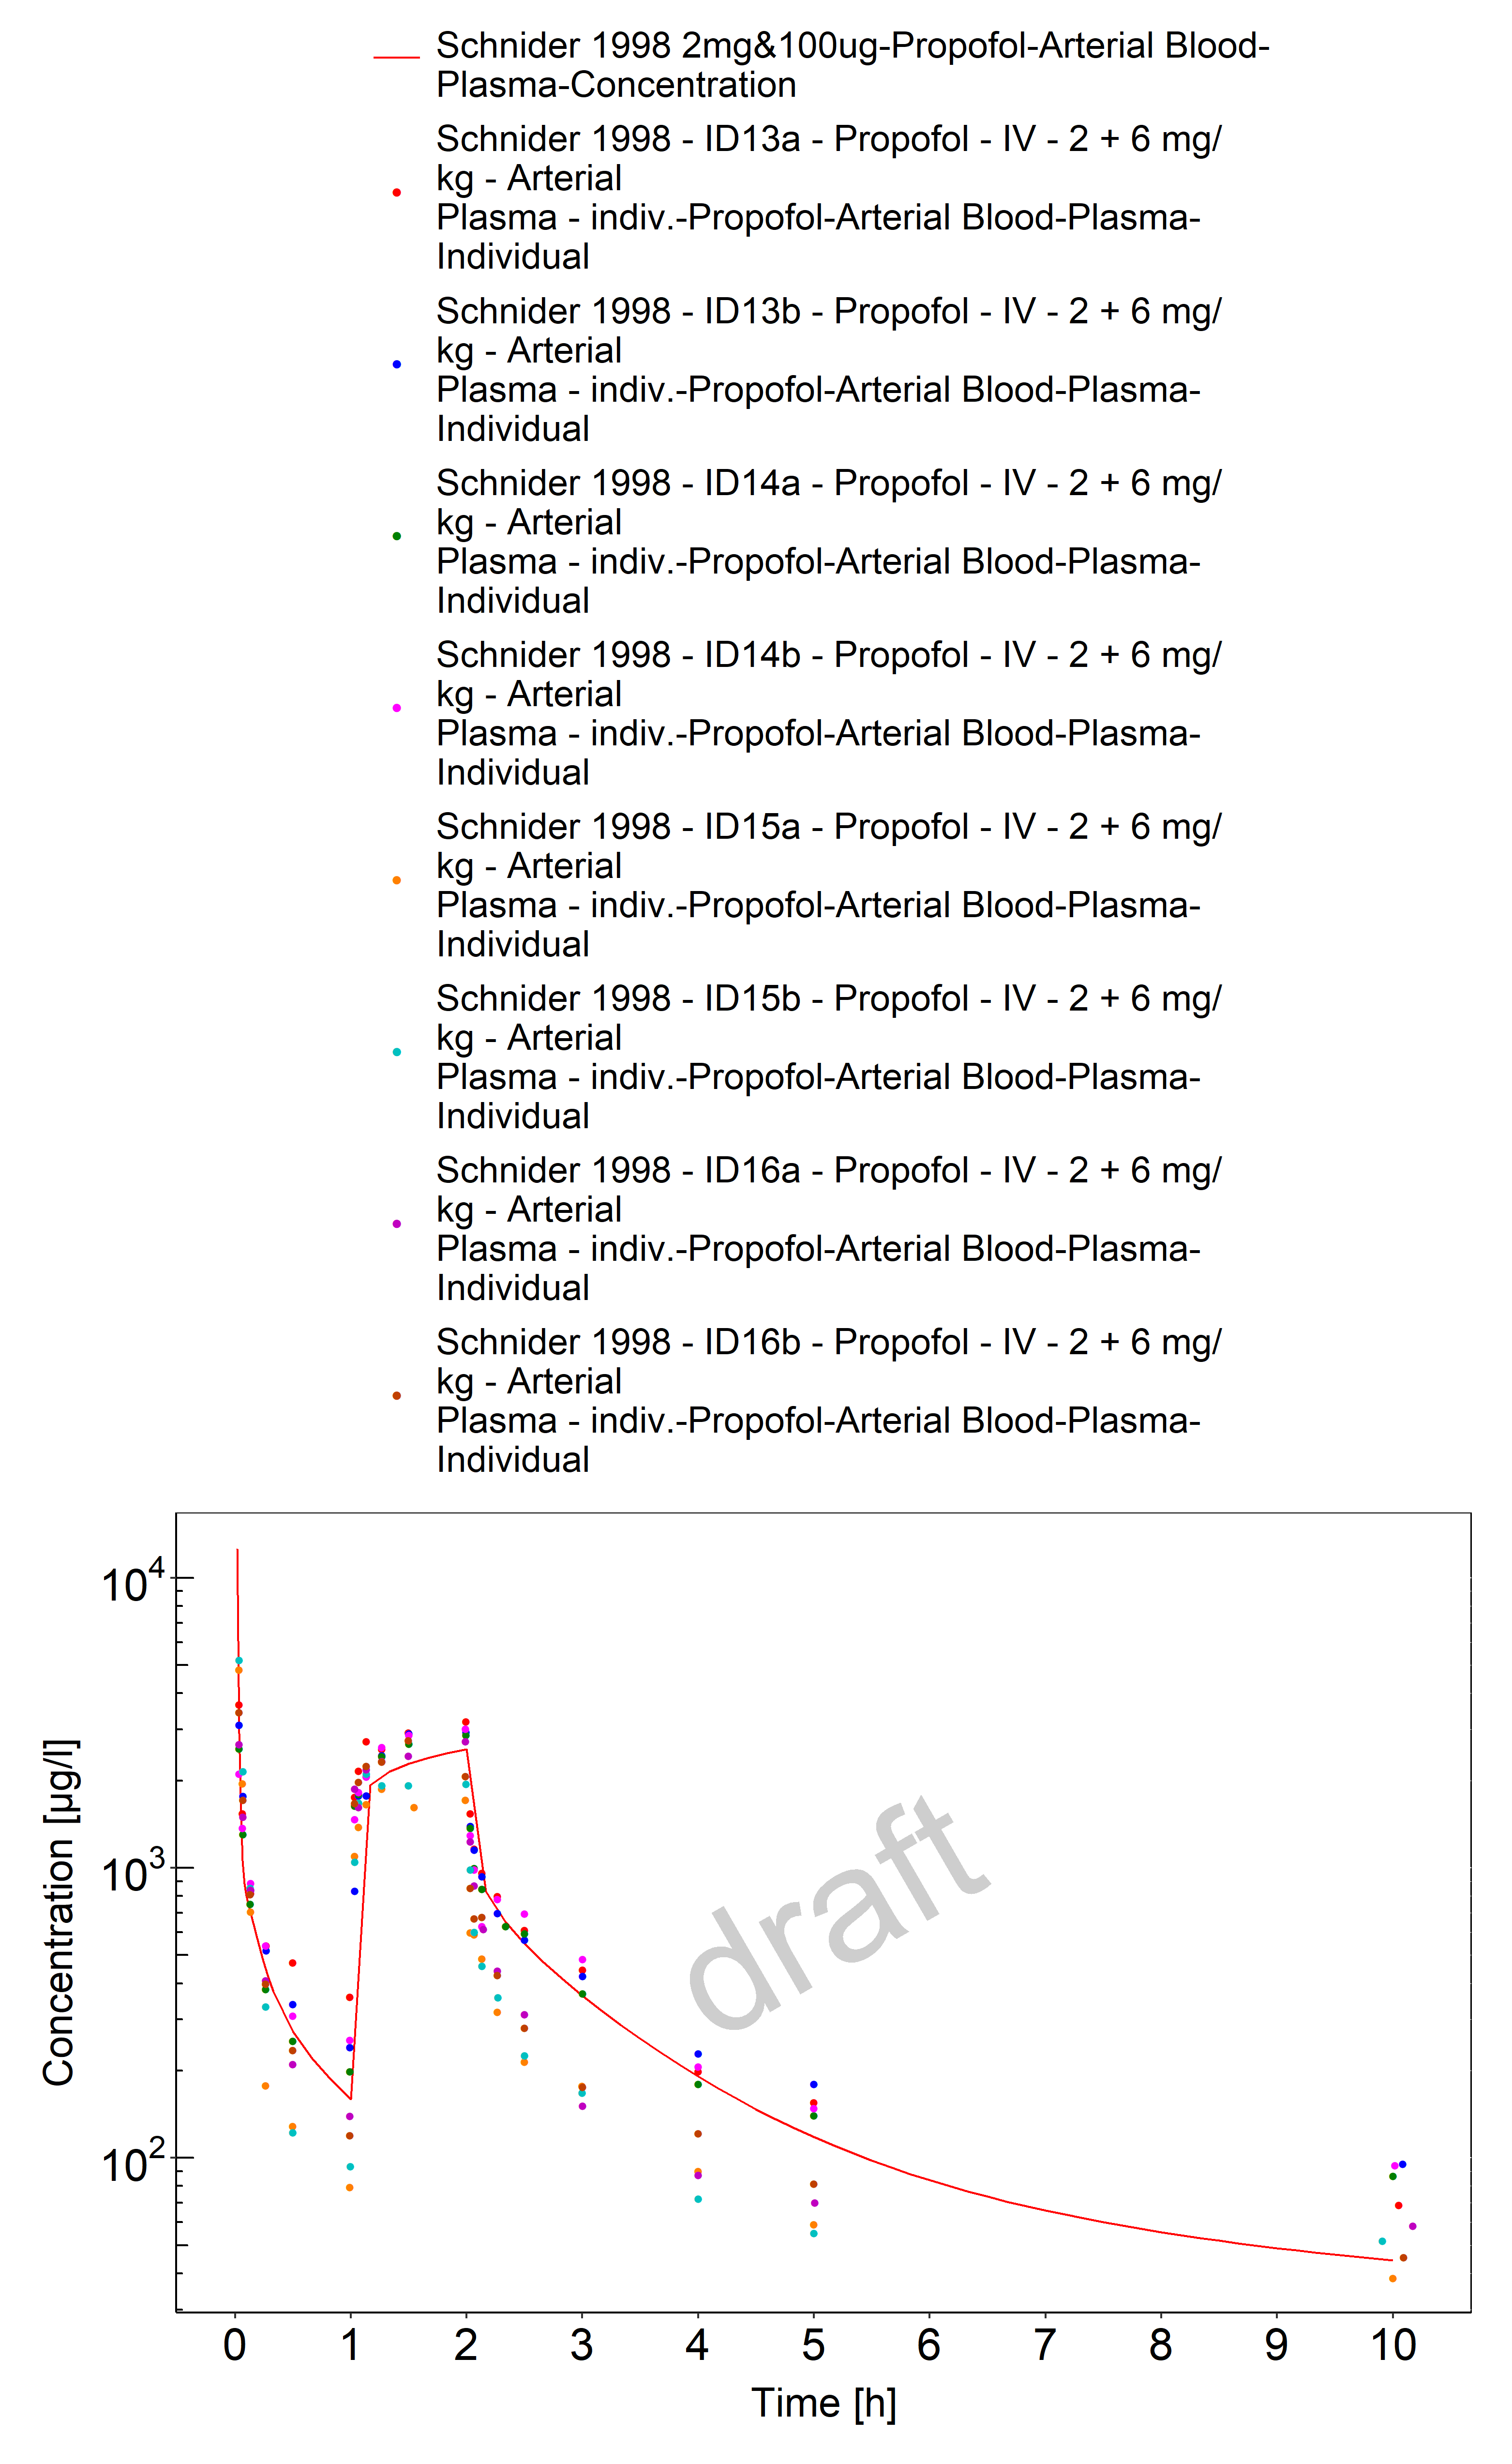 Schnider 1998 2mg&100ug-Propofol-Arterial Blood-
Plasma-Concentration
Schnider 1998 - ID13a - Propofol - IV - 2 + 6 mg/
kg - Arterial
Plasma - indiv.-Propofol-Arterial Blood-Plasma-
Individual
Schnider 1998 - ID13b - Propofol - IV - 2 + 6 mg/
kg - Arterial
Plasma - indiv.-Propofol-Arterial Blood-Plasma-
Individual
Schnider 1998 - ID14a - Propofol - IV - 2 + 6 mg/
kg - Arterial
Plasma - indiv.-Propofol-Arterial Blood-Plasma-
Individual
Schnider 1998 - ID14b - Propofol - IV - 2 + 6 mg/
kg - Arterial
Plasma - indiv.-Propofol-Arterial Blood-Plasma-
Individual
Schnider 1998 - ID15a - Propofol - IV - 2 + 6 mg/
kg - Arterial
Plasma - indiv.-Propofol-Arterial Blood-Plasma-
Individual
Schnider 1998 - ID15b - Propofol - IV - 2 + 6 mg/
kg - Arterial
Plasma - indiv.-Propofol-Arterial Blood-Plasma-
Individual
Schnider 1998 - ID16a - Propofol - IV - 2 + 6 mg/
kg - Arterial
Plasma - indiv.-Propofol-Arterial Blood-Plasma-
Individual
Schnider 1998 - ID16b - Propofol - IV - 2 + 6 mg/
kg - Arterial
Plasma - indiv.-Propofol-Arterial Blood-Plasma-
Individual
10⁴
10³
10²
Concentration [µg/l]
draft
0 1 2 3 4 5 6 7 8 9 10
Time [h]